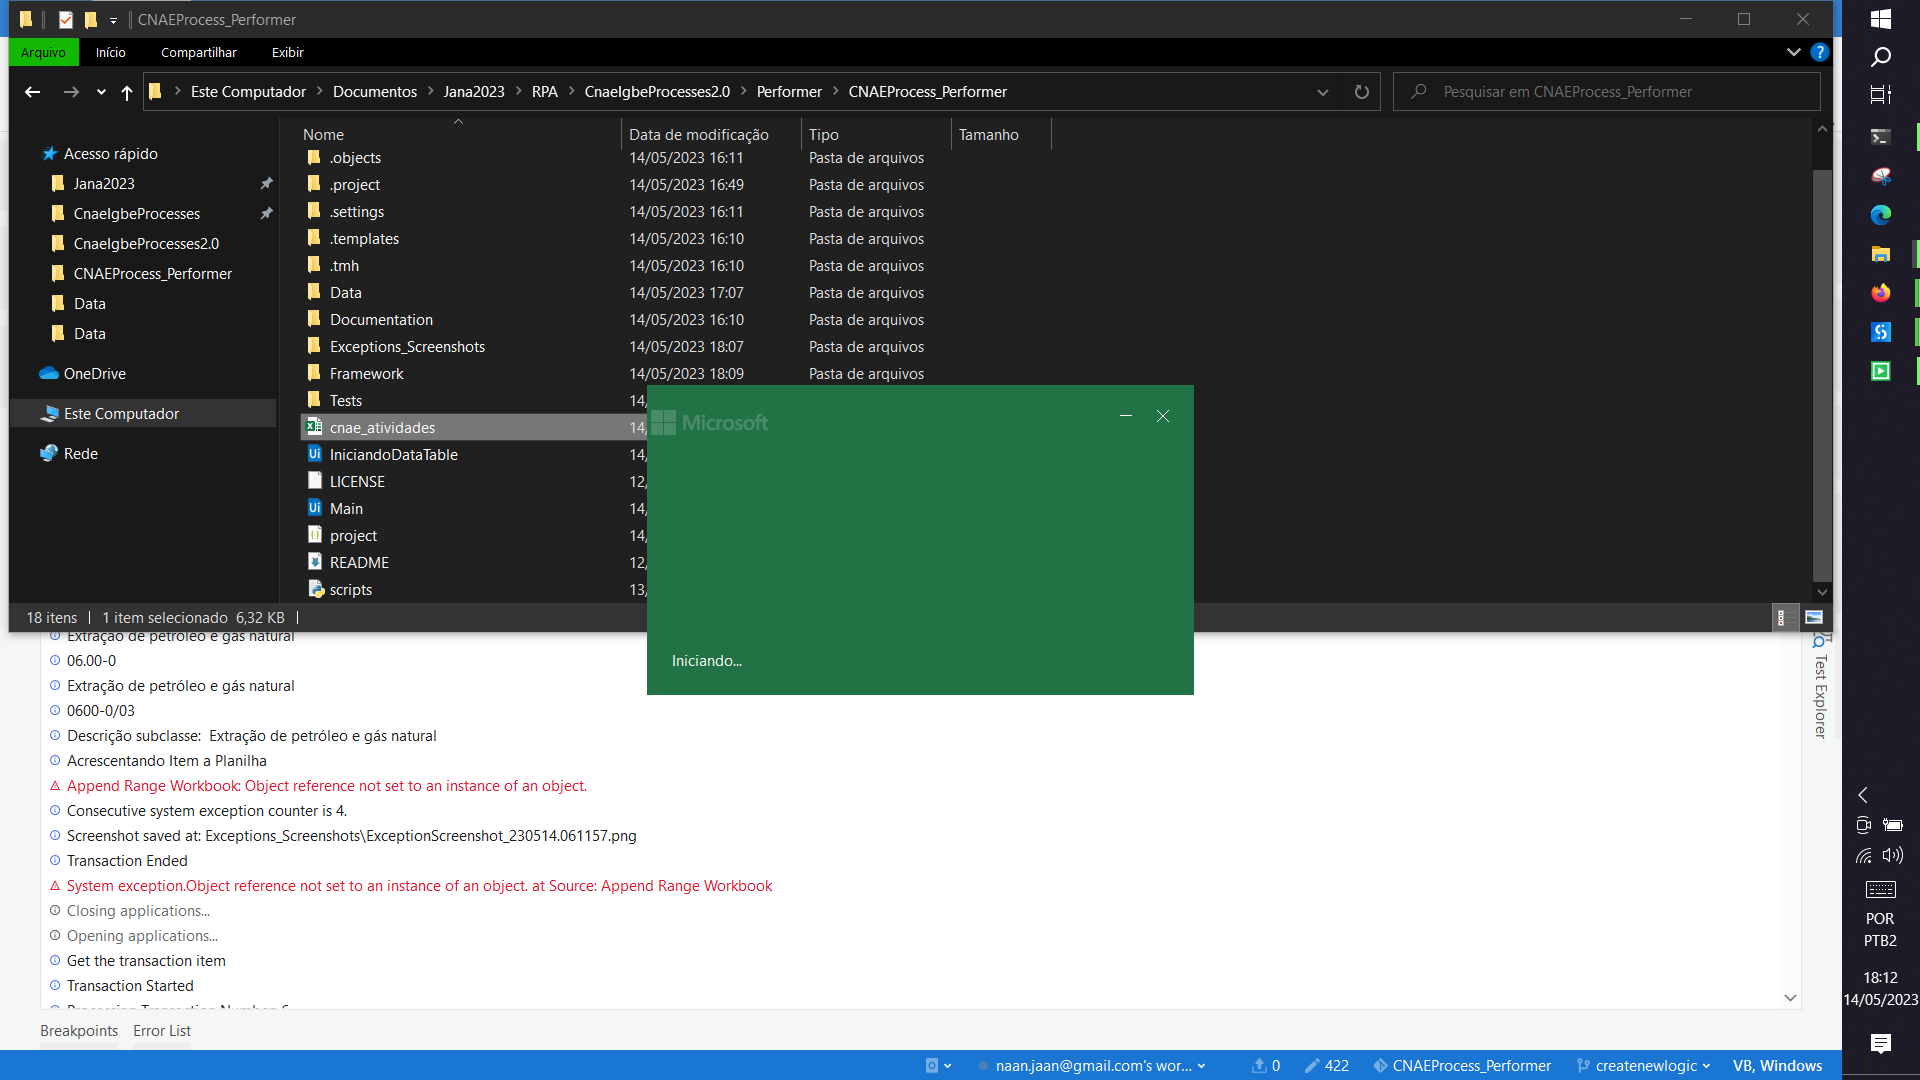 CNAEProcess_Performer
Arquivo Início Compartilhar Exibir
Este Computador Documentos Jana2023 RPA CnaeIgbeProcesses2.0 Performer CNAEProcess_Performer
Pesquisar em CNAEProcess_Performer
Acesso rápido
Jana2023
CnaeIgbeProcesses
CnaeIgbeProcesses2.0
CNAEProcess_Performer
Data
Data
OneDrive
Este Computador
Rede
Nome Data de modificação Tipo Tamanho
.objects 14/05/2023 16:11 Pasta de arquivos
.project 14/05/2023 16:49 Pasta de arquivos
.settings 14/05/2023 16:11 Pasta de arquivos
.templates 14/05/2023 16:10 Pasta de arquivos
.tmh 14/05/2023 16:10 Pasta de arquivos
Data 14/05/2023 17:07 Pasta de arquivos
Documentation 14/05/2023 16:10 Pasta de arquivos
Exceptions_Screenshots 14/05/2023 18:07 Pasta de arquivos
Framework 14/05/2023 18:09 Pasta de arquivos
Tests 14/
cnae_atividades 14/
IniciandoDataTable 14/
LICENSE 12/
Main 14/
project 14/
README 12/
scripts 13/
18 itens 1 item selecionado 6,32 KB
Microsoft
Iniciando...
Extração de petróleo e gás natural
06.00-0
Extração de petróleo e gás natural
0600-0/03
Descrição subclasse: Extração de petróleo e gás natural
Acrescentando Item a Planilha
Append Range Workbook: Object reference not set to an instance of an object.
Consecutive system exception counter is 4.
Screenshot saved at: Exceptions_Screenshots\ExceptionScreenshot_230514.061157.png
Transaction Ended
System exception.Object reference not set to an instance of an object. at Source: Append Range Workbook
Closing applications...
Opening applications...
Get the transaction item
Transaction Started
Test Explorer
Breakpoints Error List
naan.jaan@gmail.com's wor... 0 422 CNAEProcess_Performer createnewlogic VB, Windows
POR
PTB2
18:12
14/05/2023